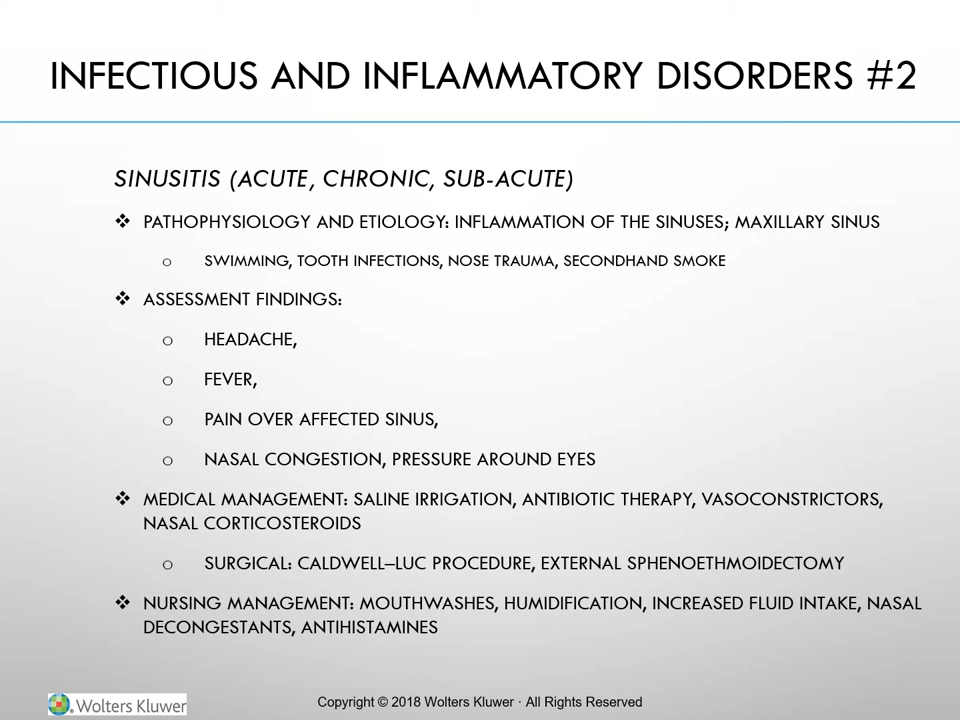 INFECTIOUS AND INFLAMMATORY DISORDERS #2
SINUSITIS (ACUTE, CHRONIC, SUB-ACUTE)
❖ PATHOPHYSIOLOGY AND ETIOLOGY: INFLAMMATION OF THE SINUSES; MAXILLARY SINUS
o SWIMMING, TOOTH INFECTIONS, NOSE TRAUMA, SECONDHAND SMOKE
❖ ASSESSMENT FINDINGS:
o HEADACHE,
o FEVER,
o PAIN OVER AFFECTED SINUS,
o NASAL CONGESTION, PRESSURE AROUND EYES
❖ MEDICAL MANAGEMENT: SALINE IRRIGATION, ANTIBIOTIC THERAPY, VASOCONSTRICTORS,
NASAL CORTICOSTEROIDS
o SURGICAL: CALDWELL–LUC PROCEDURE, EXTERNAL SPHENOETHMOIDECTOMY
❖ NURSING MANAGEMENT: MOUTHWASHES, HUMIDIFICATION, INCREASED FLUID INTAKE, NASAL
DECONGESTANTS, ANTIHISTAMINES
Wolters Kluwer
Copyright © 2018 Wolters Kluwer · All Rights Reserved